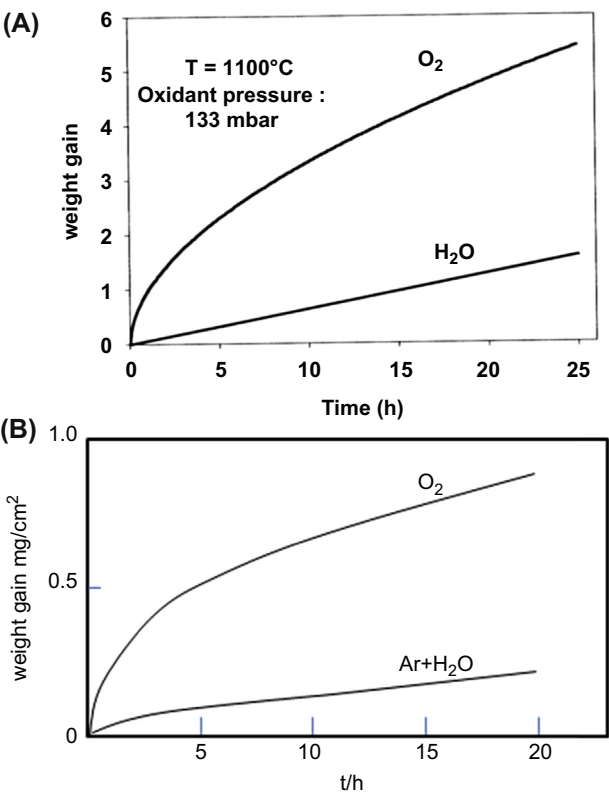 (A)
6
5
4
3
2
1
0
weight gain
T = 1100°C
Oxidant pressure :
133 mbar
O₂
H₂O
0 5 10 15 20 25
Time (h)
(B)
1.0
0.5
0
weight gain mg/cm²
O₂
Ar+H₂O
5 10 15 20
t/h